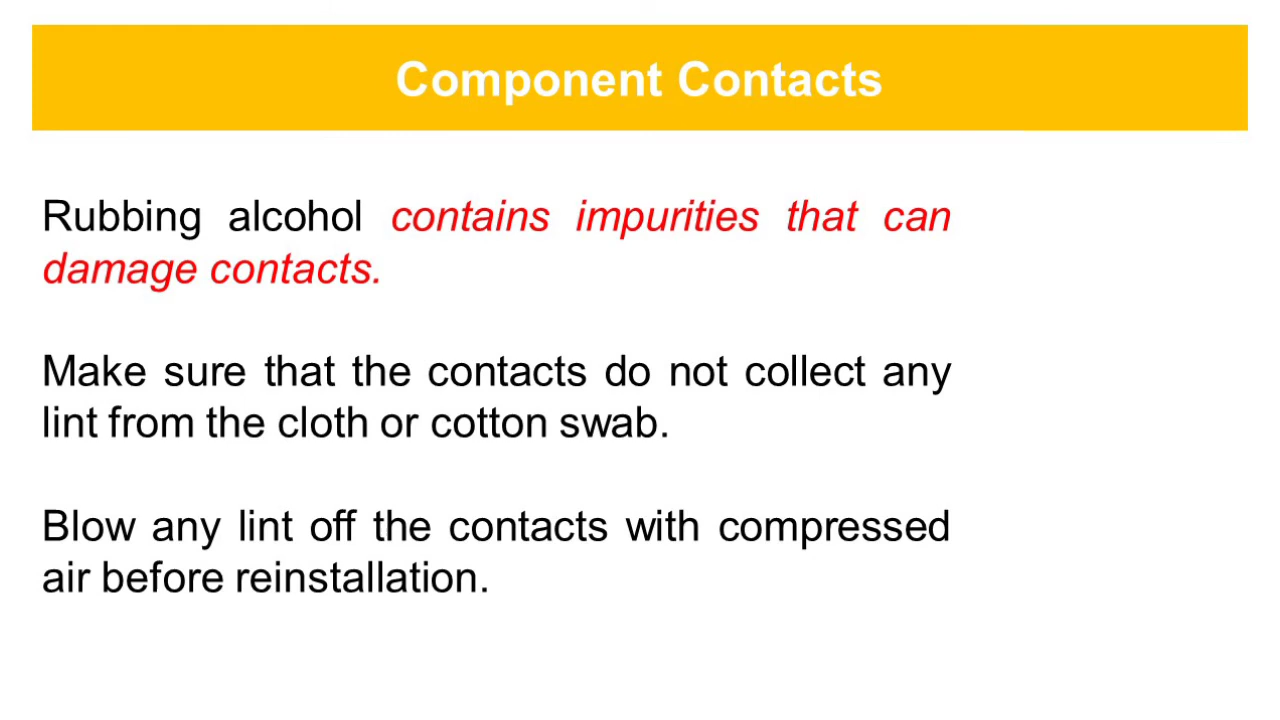 Component Contacts
Rubbing alcohol contains impurities that can
damage contacts.
Make sure that the contacts do not collect any
lint from the cloth or cotton swab.
Blow any lint off the contacts with compressed
air before reinstallation.